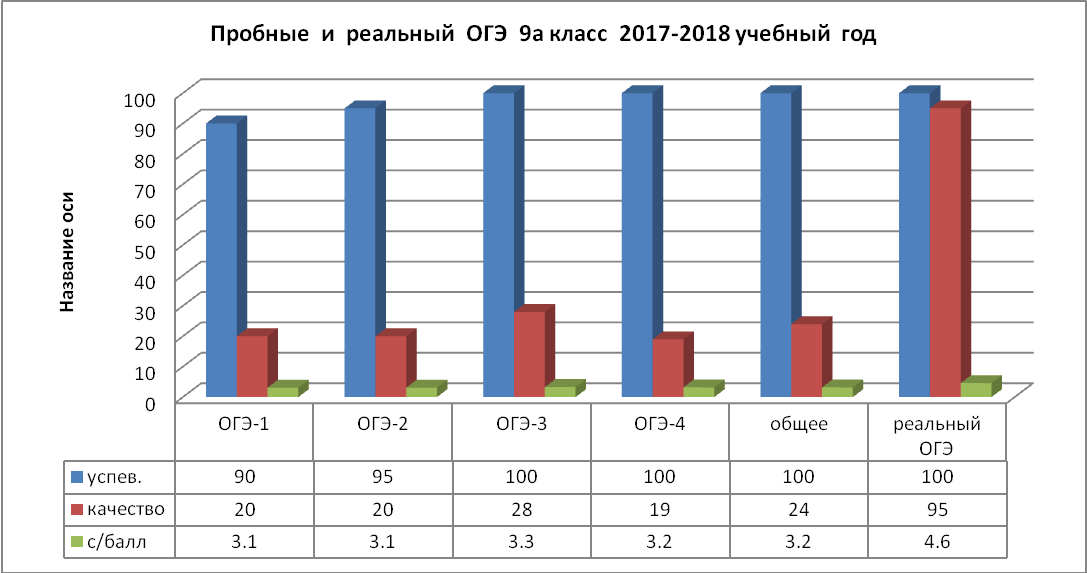 Пробные и реальный ОГЭ 9а класс 2017-2018 учебный год
Название оси
100
90
80
70
60
50
40
30
20
10
0
ОГЭ-1 ОГЭ-2 ОГЭ-3 ОГЭ-4 общее реальный
ОГЭ
успев. 90 95 100 100 100 100
качество 20 20 28 19 24 95
с/балл 3.1 3.1 3.3 3.2 3.2 4.6